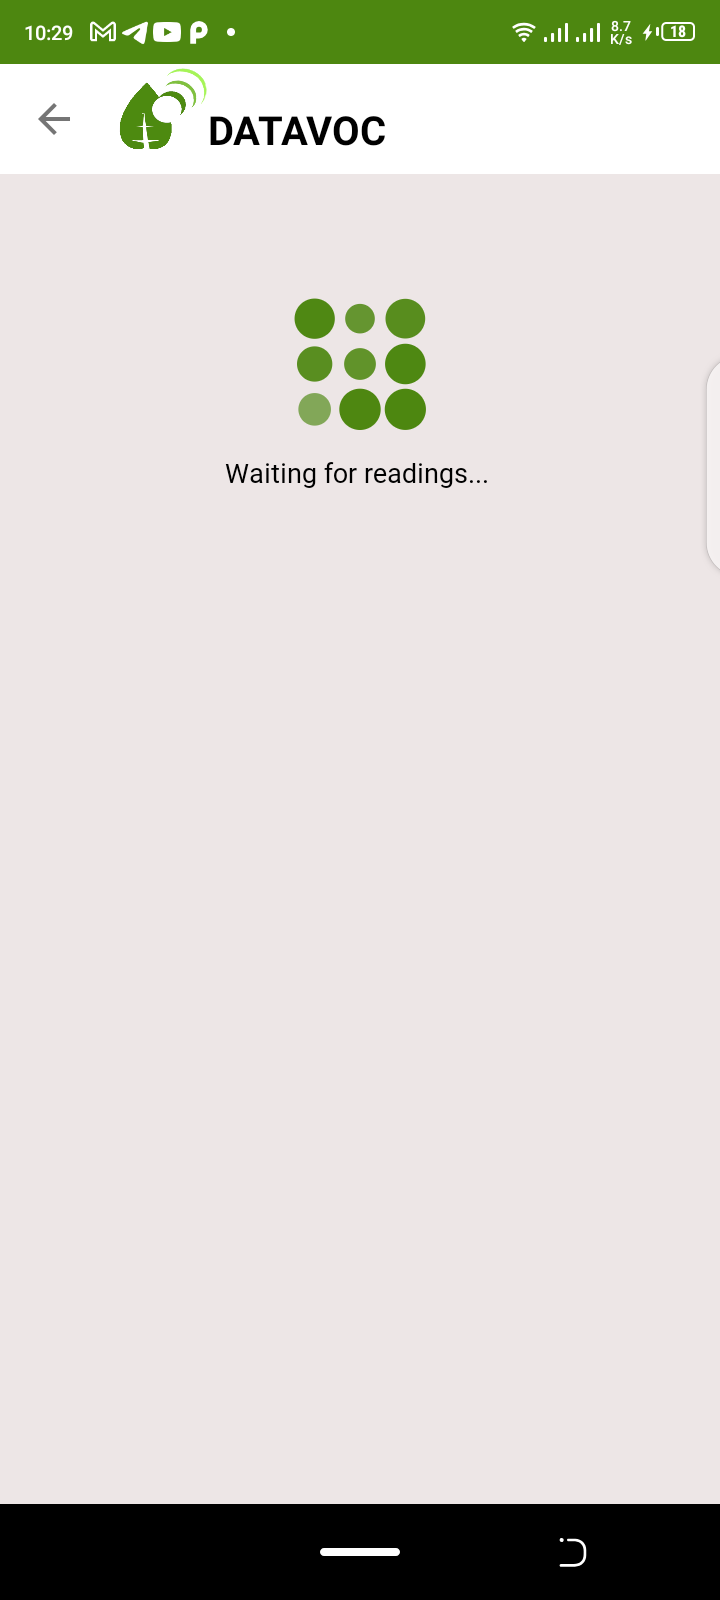 10:29
8.7
K/s
18
DATAVOC
Waiting for readings...